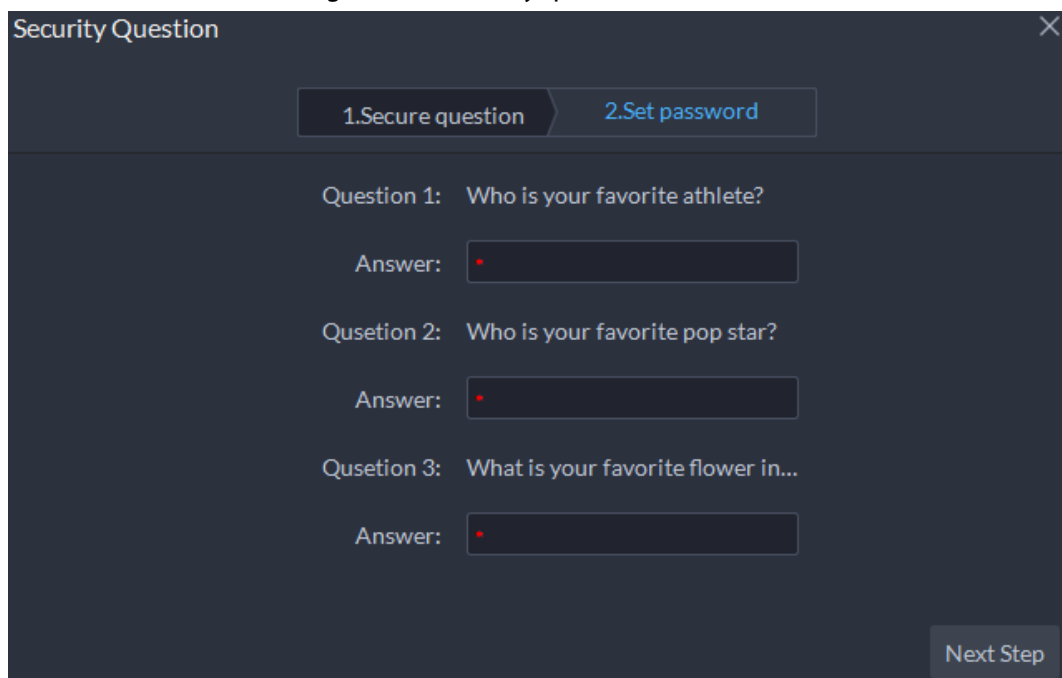 Security Question
1.Secure question
2.Set password
Question 1: Who is your favorite athlete?
Answer:
Qusetion 2: Who is your favorite pop star?
Answer:
Qusetion 3: What is your favorite flower in...
Answer:
Next Step